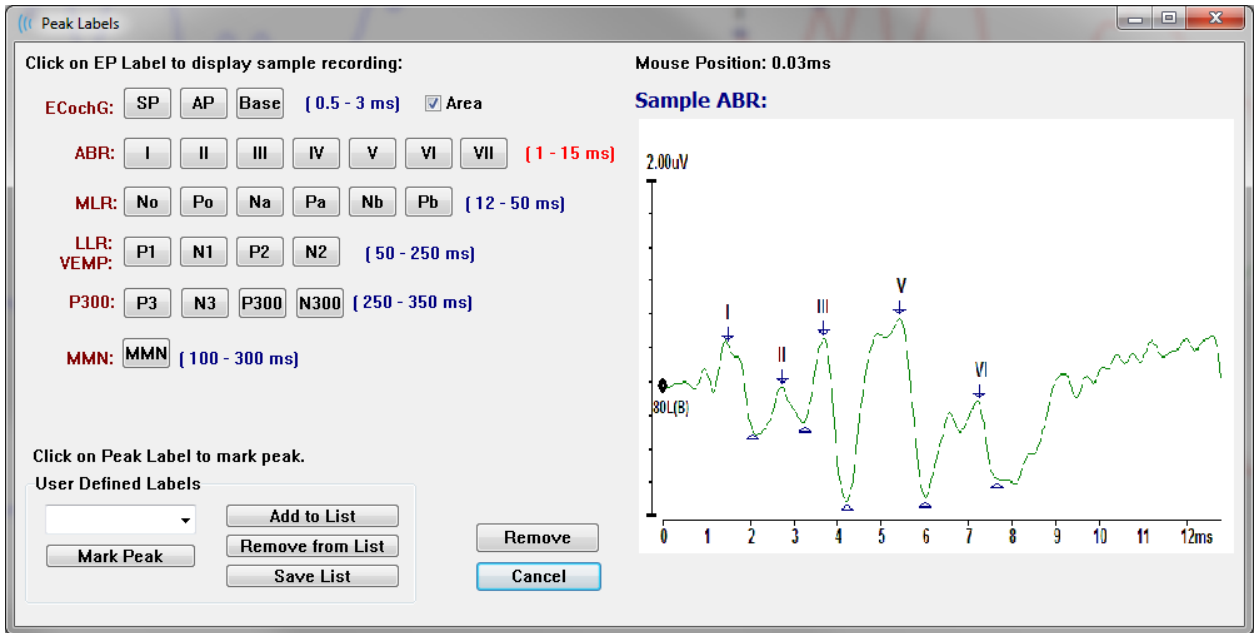 Peak Labels
Click on EP Label to display sample recording:
ECochG: SP AP Base ( 0.5 - 3 ms) Area
ABR: I II III IV V VI VII ( 1 - 15 ms)
MLR: No Po Na Pa Nb Pb ( 12 - 50 ms)
LLR:
VEMP: P1 N1 P2 N2 ( 50 - 250 ms)
P300: P3 N3 P300 N300 ( 250 - 350 ms)
MMN: MMN ( 100 - 300 ms)
Click on Peak Label to mark peak.
User Defined Labels
Add to List
Mark Peak
Remove from List
Save List
Remove
Cancel
Mouse Position: 0.03ms
Sample ABR:
2.00uV
I II III V VI
80L(B)
0 1 2 3 4 5 6 7 8 9 10 11 12ms